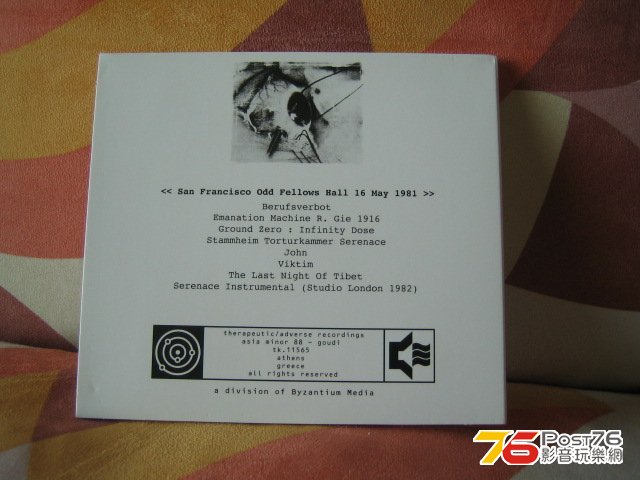 << San Francisco Odd Fellows Hall 16 May 1981 >>
Berufsverbot
Emanation Machine R. Gie 1916
Ground Zero : Infinity Dose
Stammheim Torturkammer Serenace
John
Viktim
The Last Night Of Tibet
Serenace Instrumental (Studio London 1982)
therapeutic/adverse recordings
asia minor 88 - goudi
tk.11565
athens
greece
all rights reserved
a division of Byzantium Media
76 Post76
影音玩樂網